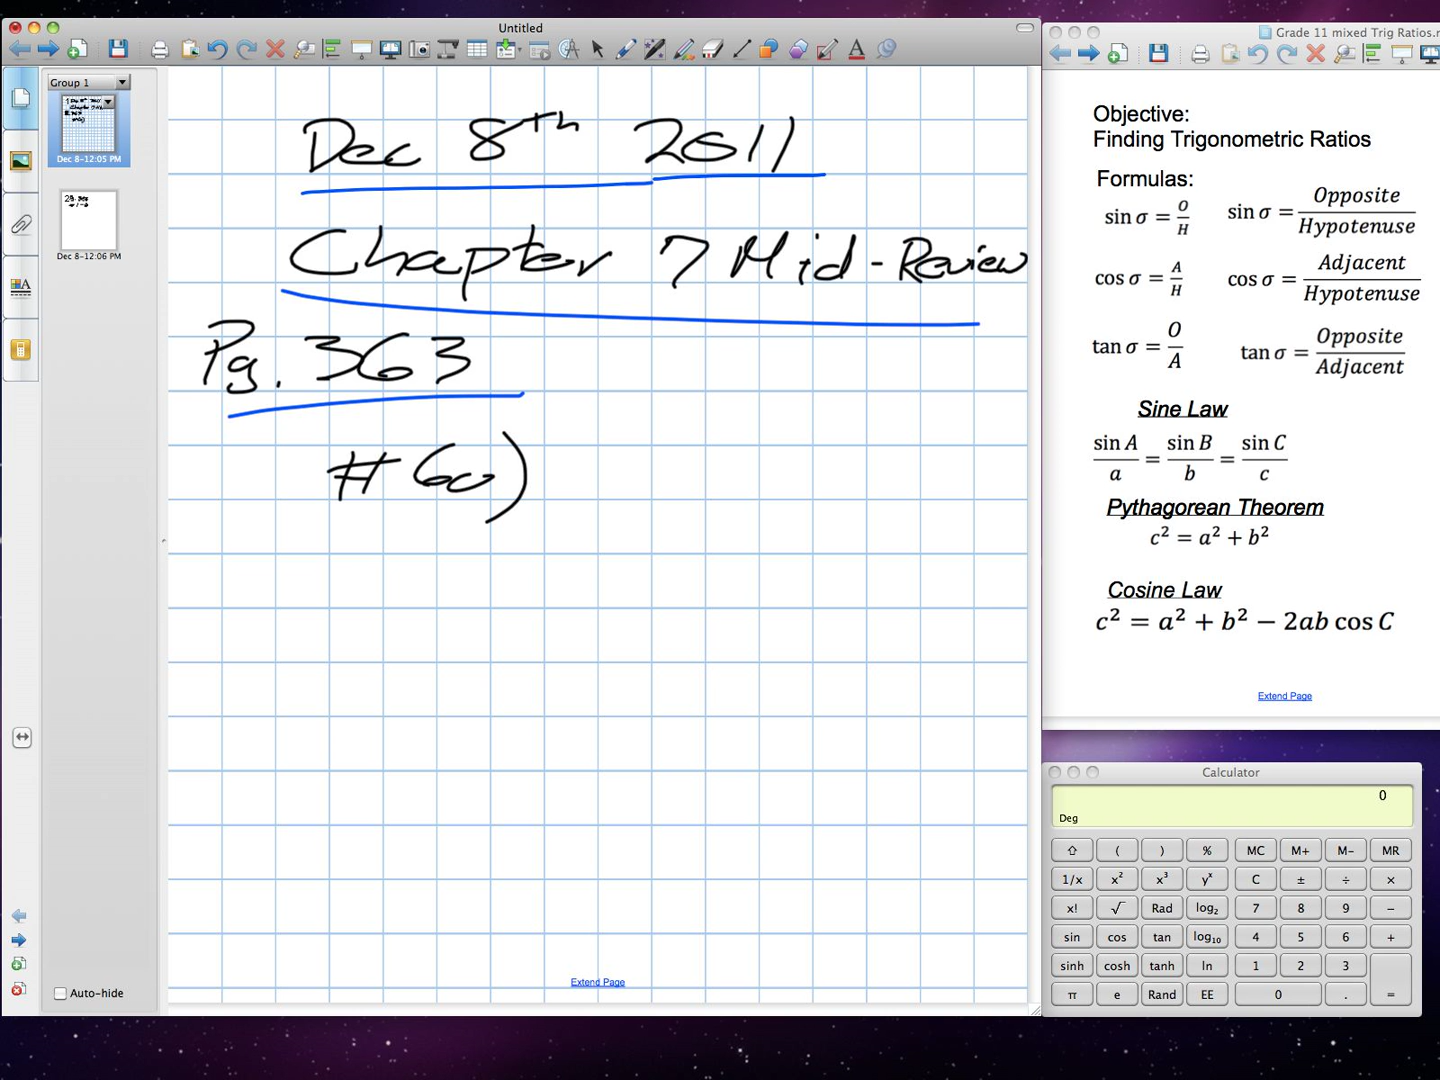 Untitled
Group 1
Dec 8-12:05 PM
Dec 8-12:06 PM
Auto-hide
Dec 8th 2011
Chapter 7 Mid-Review
Pg. 363
# 6c)
Extend Page
Grade 11 mixed Trig Ratios.n
Objective:
Finding Trigonometric Ratios
Formulas:
sin σ = O/H sin σ = Opposite/Hypotenuse
cos σ = A/H cos σ = Adjacent/Hypotenuse
tan σ = O/A tan σ = Opposite/Adjacent
Sine Law
sin A/a = sin B/b = sin C/c
Pythagorean Theorem
c² = a² + b²
Cosine Law
c² = a² + b² − 2ab cos C
Extend Page
Calculator
0
Deg
⇧ ( ) % MC M+ M- MR
1/x x² x³ yˣ C ± ÷ ×
x! √ Rad log₂ 7 8 9 −
sin cos tan log₁₀ 4 5 6 +
sinh cosh tanh ln 1 2 3
π e Rand EE 0 . =